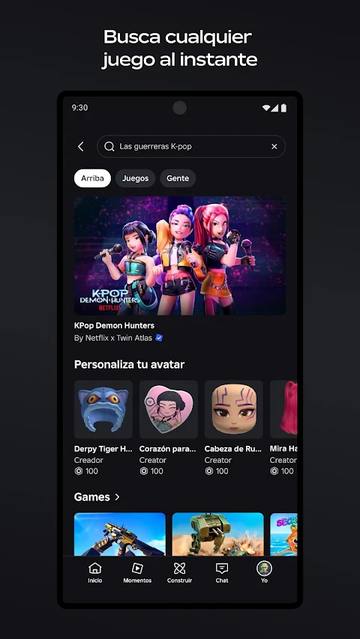 Busca cualquier
juego al instante
9:30
Las guerreras K-pop
Arriba
Juegos
Gente
K-POP
DEMON HUNTERS
NETFLIX
KPop Demon Hunters
By Netflix x Twin Atlas
Personaliza tu avatar
Derpy Tiger H...
Corazón para...
Cabeza de Ru...
Mira Ha
Creador
Creator
Creator
Creator
100
100
100
100
Games
Inicio
Momentos
Construir
Chat
Yo